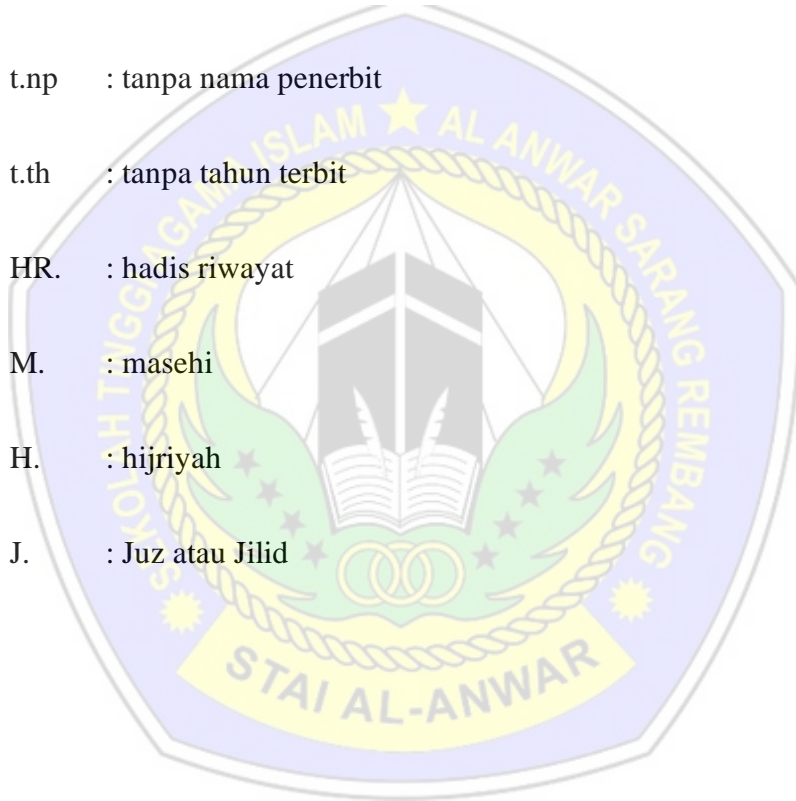 t.np : tanpa nama penerbit
t.th : tanpa tahun terbit
HR. : hadis riwayat
M. : masehi
H. : hijriyah
J. : Juz atau Jilid
SEKOLAH TINGGI AGAMA ISLAM AL ANWAR SARANG REMBANG
STAI AL-ANWAR